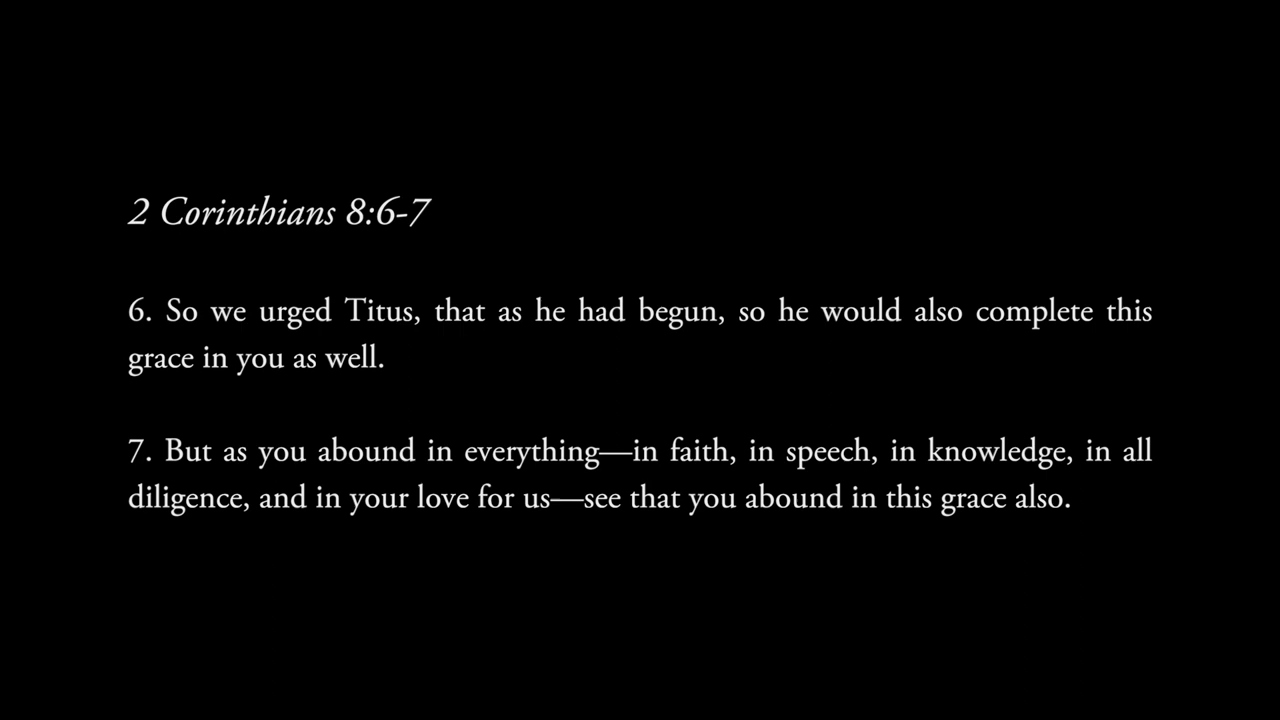 2 Corinthians 8:6-7
6. So we urged Titus, that as he had begun, so he would also complete this
grace in you as well.
7. But as you abound in everything—in faith, in speech, in knowledge, in all
diligence, and in your love for us—see that you abound in this grace also.